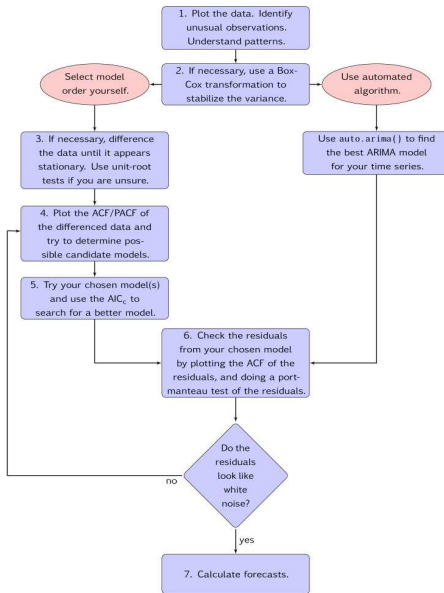 1. Plot the data. Identify
unusual observations.
Understand patterns.
Select model
order yourself.
2. If necessary, use a Box-
Cox transformation to
stabilize the variance.
Use automated
algorithm.
3. If necessary, difference
the data until it appears
stationary. Use unit-root
tests if you are unsure.
Use auto.arima() to find
the best ARIMA model
for your time series.
4. Plot the ACF/PACF of
the differenced data and
try to determine pos-
sible candidate models.
5. Try your chosen model(s)
and use the AICc to
search for a better model.
6. Check the residuals
from your chosen model
by plotting the ACF of the
residuals, and doing a port-
manteau test of the residuals.
Do the
residuals
look like
white
noise?
no
yes
7. Calculate forecasts.